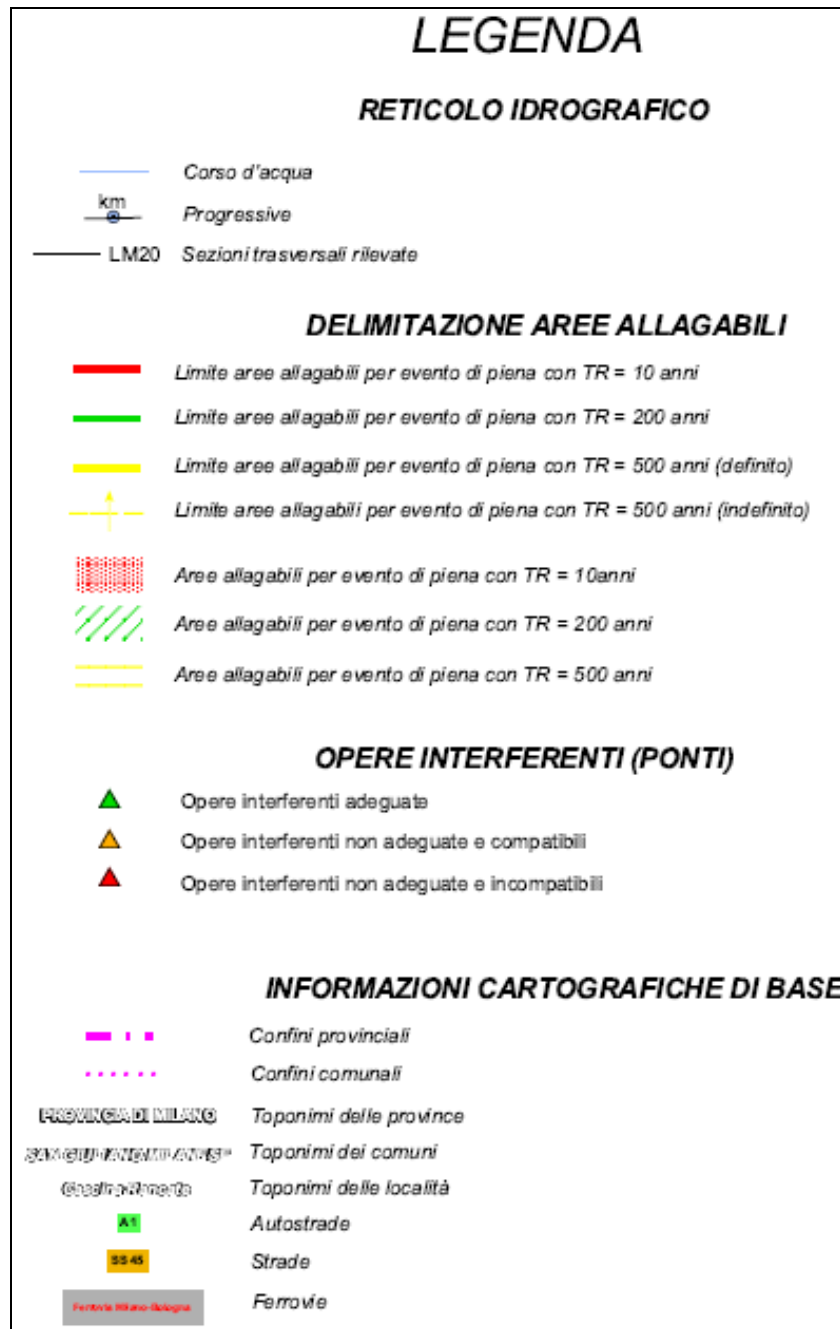 LEGENDA
RETICOLO IDROGRAFICO
Corso d'acqua
km
Progressive
LM20 Sezioni trasversali rilevate
DELIMITAZIONE AREE ALLAGABILI
Limite aree allagabili per evento di piena con TR = 10 anni
Limite aree allagabili per evento di piena con TR = 200 anni
Limite aree allagabili per evento di piena con TR = 500 anni (definito)
Limite aree allagabili per evento di piena con TR = 500 anni (indefinito)
Aree allagabili per evento di piena con TR = 10anni
Aree allagabili per evento di piena con TR = 200 anni
Aree allagabili per evento di piena con TR = 500 anni
OPERE INTERFERENTI (PONTI)
Opere interferenti adeguate
Opere interferenti non adeguate e compatibili
Opere interferenti non adeguate e incompatibili
INFORMAZIONI CARTOGRAFICHE DI BASE
Confini provinciali
Confini comunali
PROVINCIA DI MILANO Toponimi delle province
Toponimi dei comuni
Toponimi delle località
A1 Autostrade
SS45 Strade
Ferrovia Milano-Bologna Ferrovie